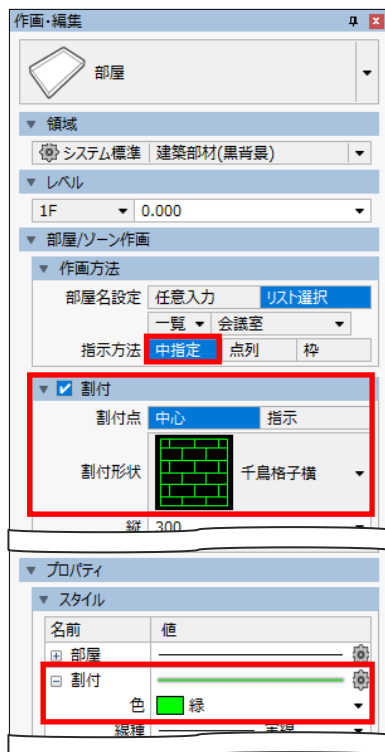 作画・編集
部屋
領域
システム標準 建築部材(黒背景)
レベル
1F 0.000
部屋/ゾーン作画
作画方法
部屋名設定 任意入力 リスト選択
一覧 会議室
指示方法 中指定 点列 枠
割付
割付点 中心 指示
割付形状 千鳥格子横
縦 300
プロパティ
スタイル
名前 値
部屋
割付
色 緑
線種 実線